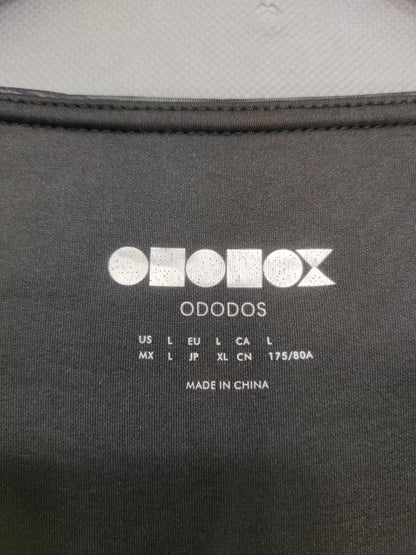 ODODOS
US L EU L CA L
MX L JP XL CN 175/80A
MADE IN CHINA